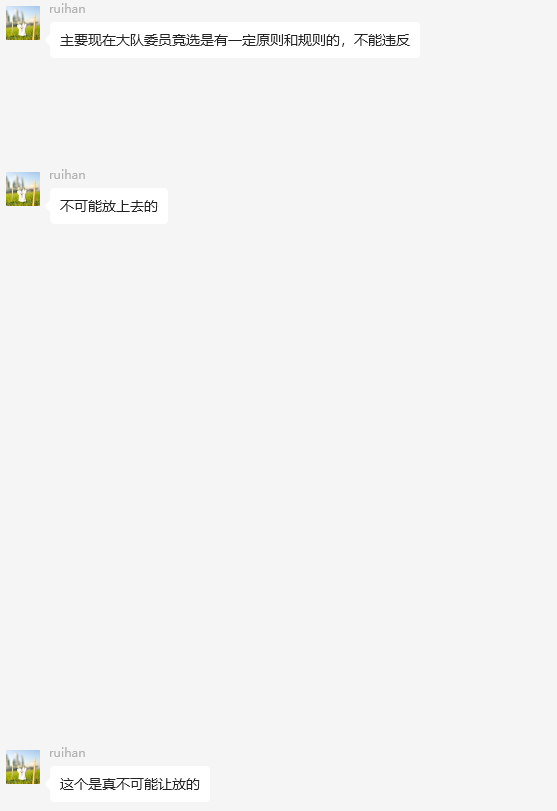 ruihan
主要现在大队委员竟选是有一定原则和规则的，不能违反
ruihan
不可能放上去的
ruihan
这个是真不可能让放的